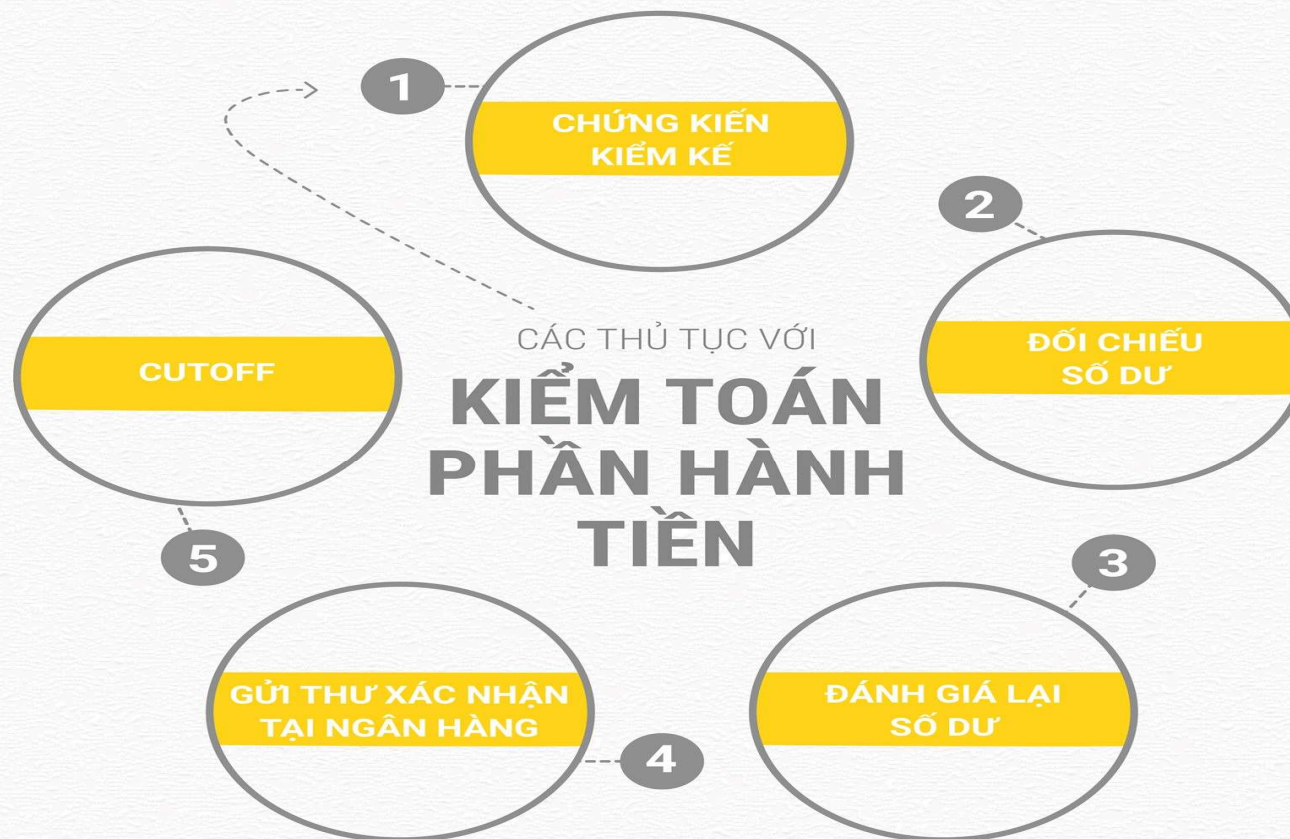 1
CHỨNG KIẾN
KIỂM KẾ
2
ĐỐI CHIẾU
SỐ DƯ
CÁC THỦ TỤC VỚI
KIỂM TOÁN
PHẦN HÀNH
TIỀN
3
ĐÁNH GIÁ LẠI
SỐ DƯ
4
GỬI THƯ XÁC NHẬN
TẠI NGÂN HÀNG
5
CUTOFF